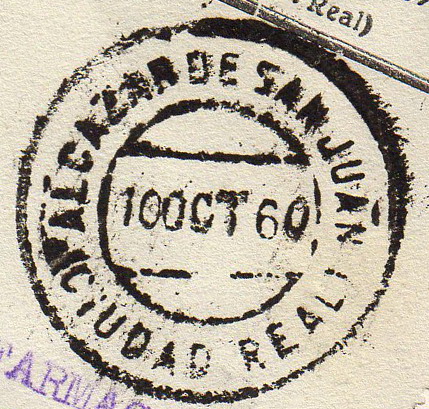 Real)
ALCAZAR DE SAN JUAN
10 OCT 60
(CIUDAD REAL)